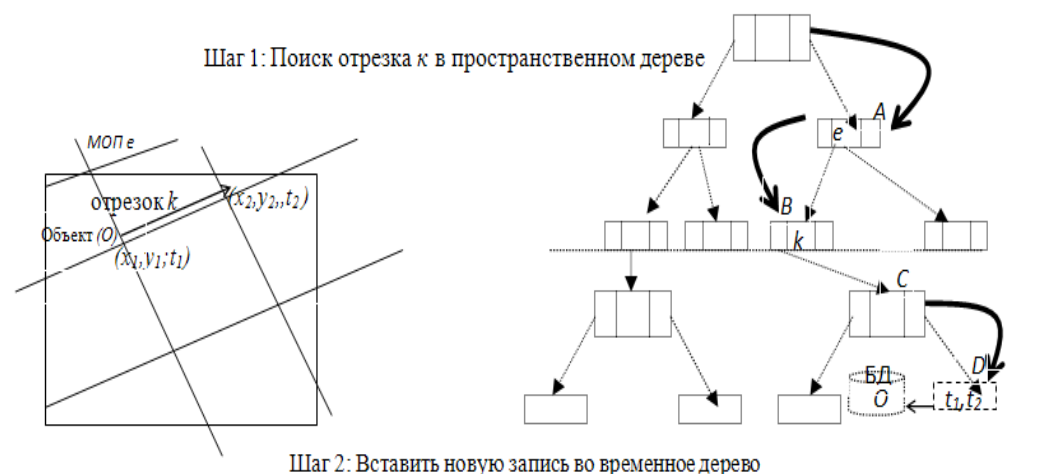 Шаг 1: Поиск отрезка к в пространственном дереве
A
МОП e
e
отрезок k
(x2,y2,,t2)
B
Объект (O)
k
(x1,y1;t1)
C
D
БД
O
t1,t2
Шаг 2: Вставить новую запись во временное дерево